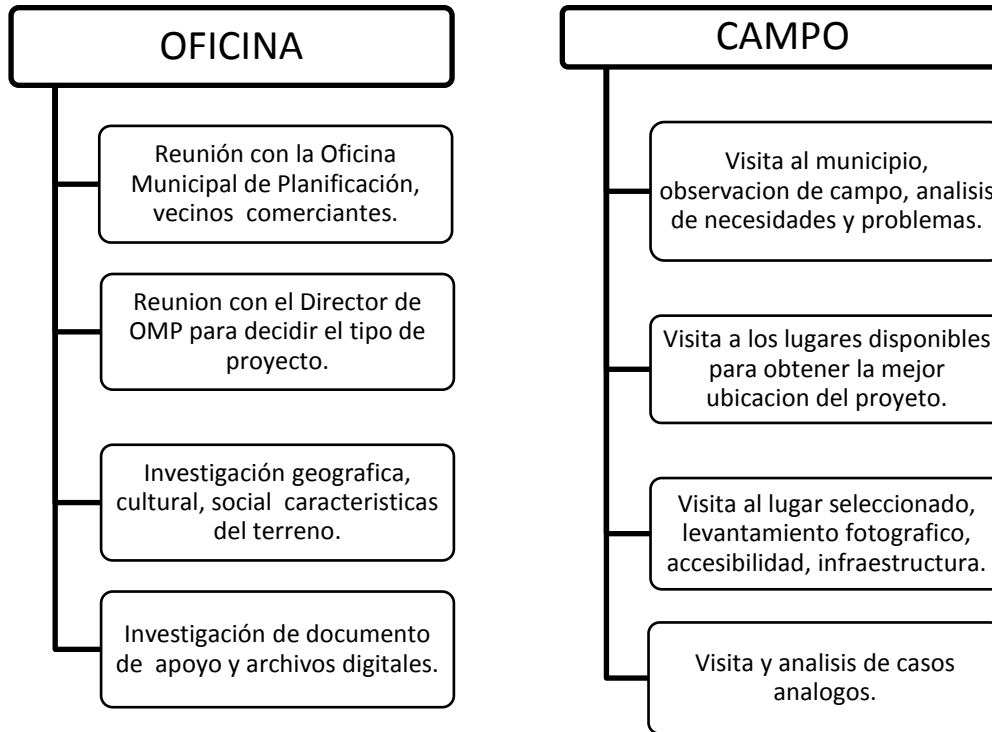 OFICINA
Reunión con la Oficina
Municipal de Planificación,
vecinos comerciantes.
Reunion con el Director de
OMP para decidir el tipo de
proyecto.
Investigación geografica,
cultural, social caracteristicas
del terreno.
Investigación de documento
de apoyo y archivos digitales.
CAMPO
Visita al municipio,
observacion de campo, analisis
de necesidades y problemas.
Visita a los lugares disponibles
para obtener la mejor
ubicacion del proyeto.
Visita al lugar seleccionado,
levantamiento fotografico,
accesibilidad, infraestructura.
Visita y analisis de casos
analogos.